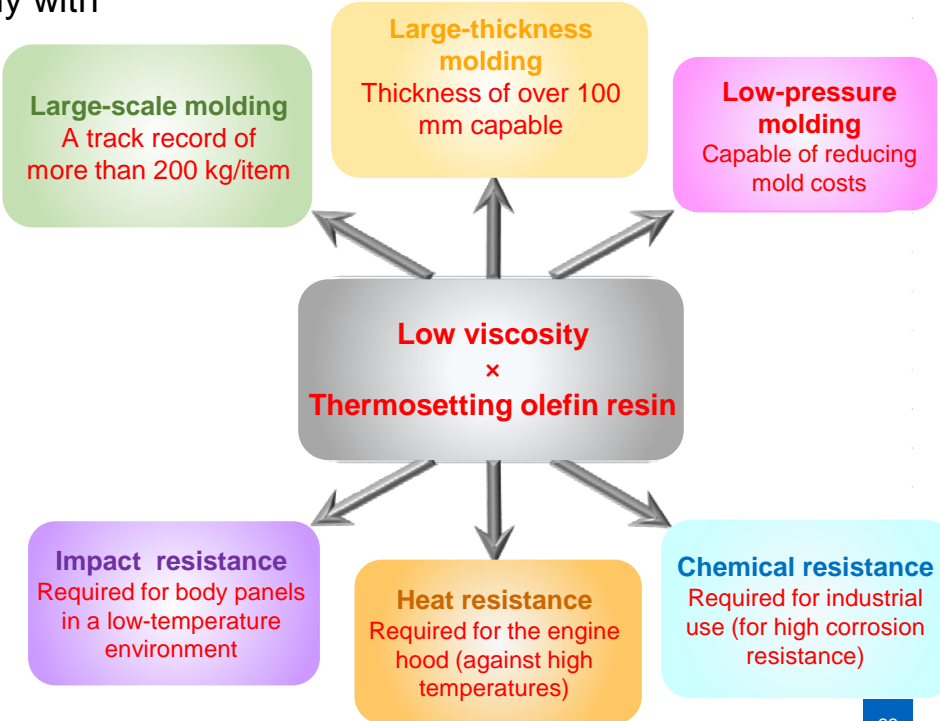 with
Large-thickness
molding
Thickness of over 100
mm capable
Large-scale molding
A track record of
more than 200 kg/item
Low-pressure
molding
Capable of reducing
mold costs
Low viscosity
×
Thermosetting olefin resin
Impact resistance
Required for body panels
in a low-temperature
environment
Heat resistance
Required for the engine
hood (against high
temperatures)
Chemical resistance
Required for industrial
use (for high corrosion
resistance)